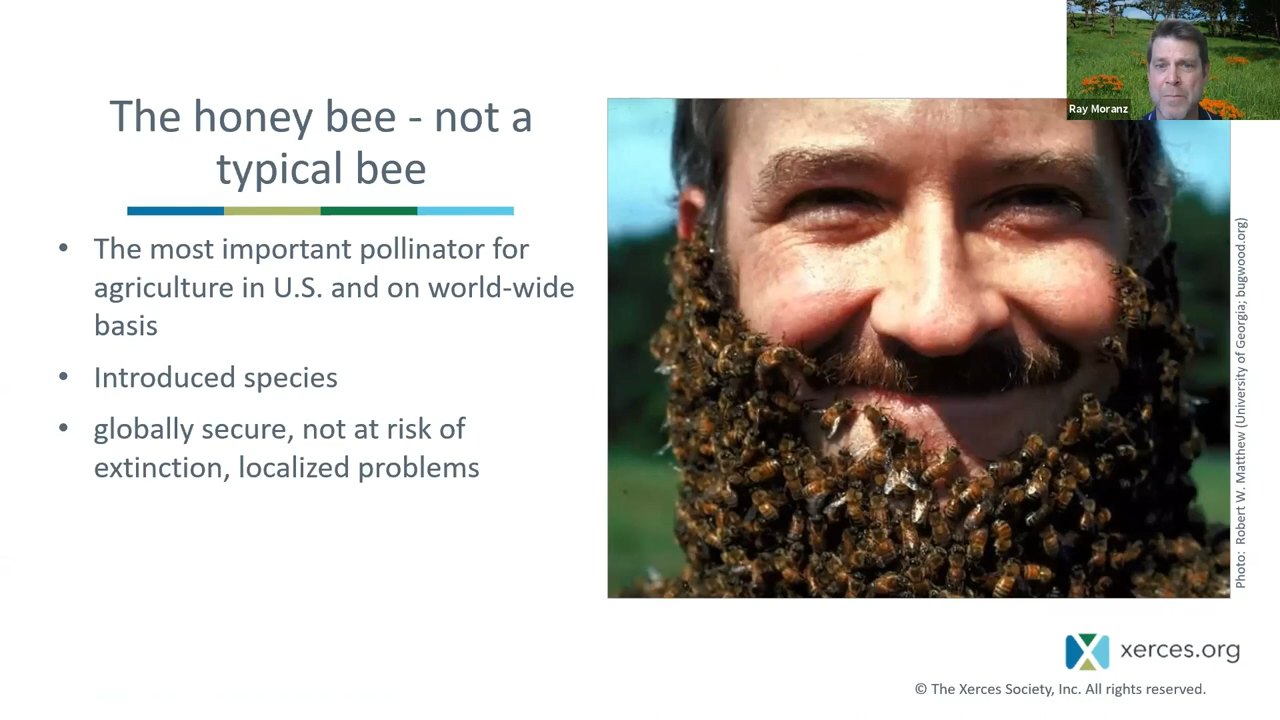 The honey bee - not a
typical bee
• The most important pollinator for
agriculture in U.S. and on world-wide
basis
• Introduced species
• globally secure, not at risk of
extinction, localized problems
Ray Moranz
Photo: Robert W. Matthew (University of Georgia; bugwood.org)
xerces.org
© The Xerces Society, Inc. All rights reserved.